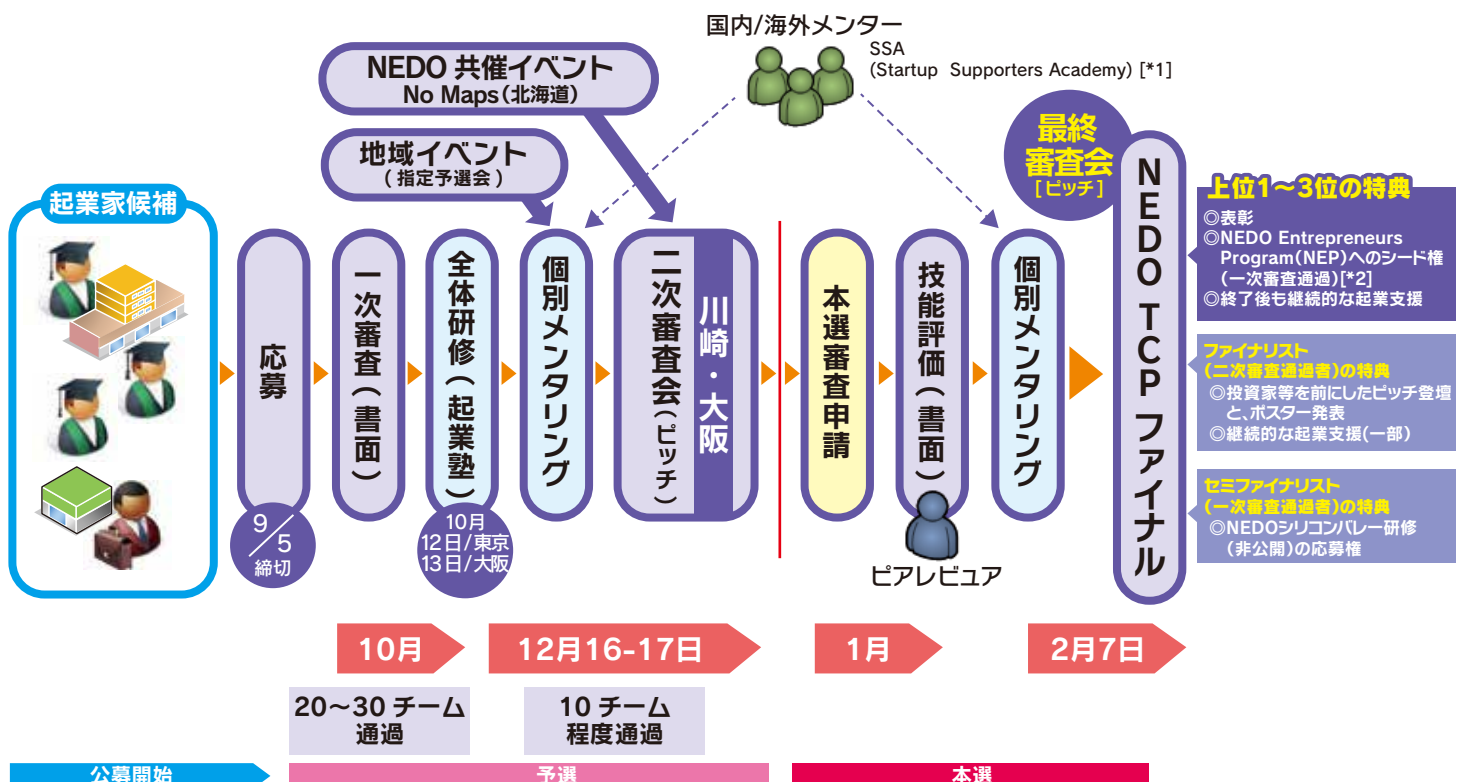 国内/海外メンター
SSA
(Startup Supporters Academy) [*1]
NEDO 共催イベント
No Maps(北海道)
地域イベント
(指定予選会)
最終
審査会
[ピッチ]
起業家候補
応募
9/5
締切
一次審査(書面)
全体研修(起業塾)
10月
12日/東京
13日/大阪
個別メンタリング
二次審査会(ピッチ)
川崎・大阪
本選審査申請
技能評価(書面)
ピアレビュア
個別メンタリング
NEDO TCP ファイナル
上位1〜3位の特典
◎表彰
◎NEDO Entrepreneurs
Program(NEP)へのシード権
(一次審査通過)[*2]
◎終了後も継続的な起業支援
ファイナリスト
(二次審査通過者)の特典
◎投資家等を前にしたピッチ登壇
と、ポスター発表
◎継続的な起業支援(一部)
セミファイナリスト
(一次審査通過者)の特典
◎NEDOシリコンバレー研修
(非公開)の応募権
10月
12月16-17日
1月
2月7日
20〜30 チーム
通過
10 チーム
程度通過
公募開始
予選
本選